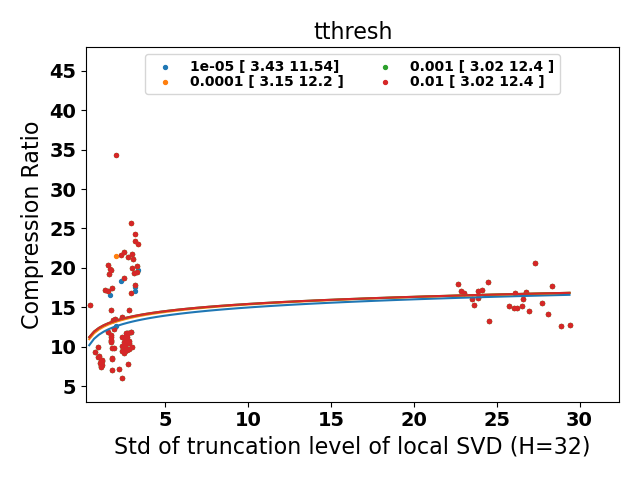 tthresh
1e-05 [ 3.43 11.54]
0.0001 [ 3.15 12.2 ]
0.001 [ 3.02 12.4 ]
0.01 [ 3.02 12.4 ]
Compression Ratio
45
40
35
30
25
20
15
10
5
5 10 15 20 25 30
Std of truncation level of local SVD (H=32)